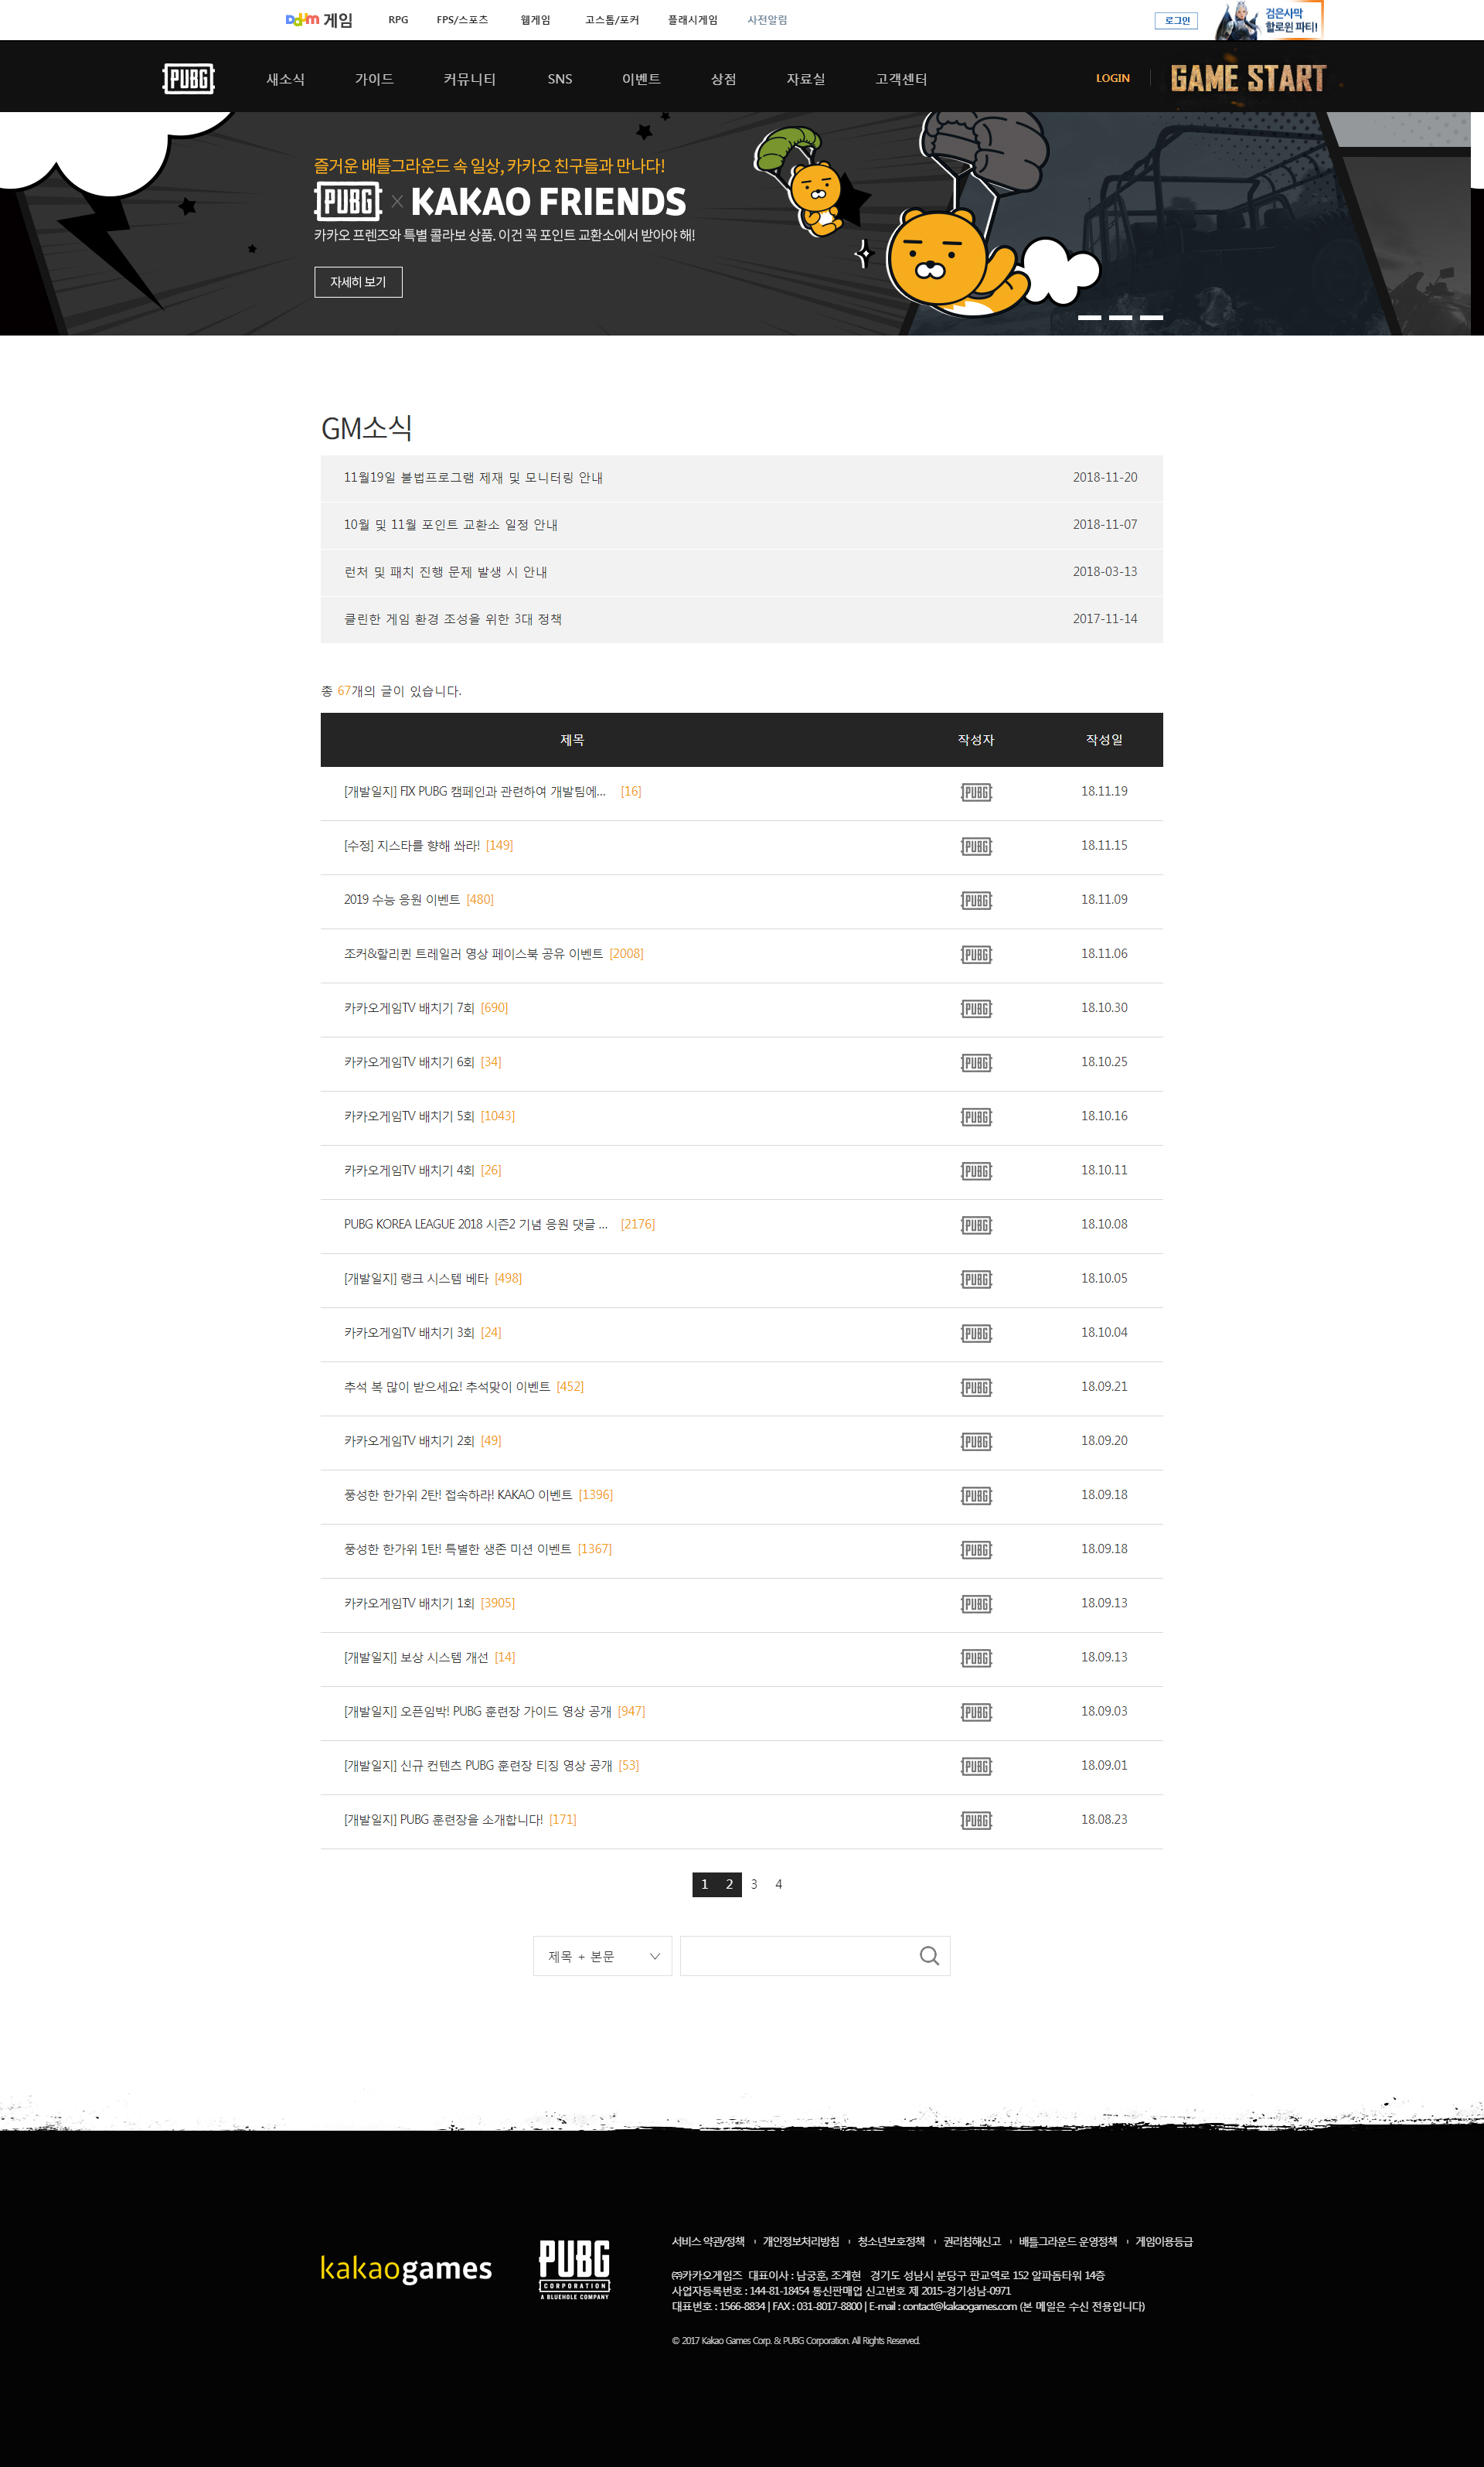 Daum 게임 RPG FPS/스포츠 웹게임 고스톱/포커 플래시게임 사전알림 로그인
검은사막
할로윈 파티!
PUBG 새소식 가이드 커뮤니티 SNS 이벤트 상점 자료실 고객센터 LOGIN GAME START
즐거운 배틀그라운드 속 일상, 카카오 친구들과 만나다!
PUBG X KAKAO FRIENDS
카카오 프렌즈와 특별 콜라보 상품. 이건 꼭 포인트 교환소에서 받아야 해!
자세히 보기
GM소식
11월19일 불법프로그램 제재 및 모니터링 안내 2018-11-20
10월 및 11월 포인트 교환소 일정 안내 2018-11-07
런처 및 패치 진행 문제 발생 시 안내 2018-03-13
클린한 게임 환경 조성을 위한 3대 정책 2017-11-14
총 67개의 글이 있습니다.
제목 작성자 작성일
[개발일지] FIX PUBG 캠페인과 관련하여 개발팀에... [16] PUBG 18.11.19
[수정] 지스타를 향해 쏴라! [149] PUBG 18.11.15
2019 수능 응원 이벤트 [480] PUBG 18.11.09
조커&할리퀸 트레일러 영상 페이스북 공유 이벤트 [2008] PUBG 18.11.06
카카오게임TV 배치기 7회 [690] PUBG 18.10.30
카카오게임TV 배치기 6회 [34] PUBG 18.10.25
카카오게임TV 배치기 5회 [1043] PUBG 18.10.16
카카오게임TV 배치기 4회 [26] PUBG 18.10.11
PUBG KOREA LEAGUE 2018 시즌2 기념 응원 댓글 ... [2176] PUBG 18.10.08
[개발일지] 랭크 시스템 베타 [498] PUBG 18.10.05
카카오게임TV 배치기 3회 [24] PUBG 18.10.04
추석 복 많이 받으세요! 추석맞이 이벤트 [452] PUBG 18.09.21
카카오게임TV 배치기 2회 [49] PUBG 18.09.20
풍성한 한가위 2탄! 접속하라! KAKAO 이벤트 [1396] PUBG 18.09.18
풍성한 한가위 1탄! 특별한 생존 미션 이벤트 [1367] PUBG 18.09.18
카카오게임TV 배치기 1회 [3905] PUBG 18.09.13
[개발일지] 보상 시스템 개선 [14] PUBG 18.09.13
[개발일지] 오픈임박! PUBG 훈련장 가이드 영상 공개 [947] PUBG 18.09.03
[개발일지] 신규 컨텐츠 PUBG 훈련장 티징 영상 공개 [53] PUBG 18.09.01
[개발일지] PUBG 훈련장을 소개합니다! [171] PUBG 18.08.23
1 2 3 4
제목 + 본문
kakaogames
PUBG
CORPORATION
A BLUEHOLE COMPANY
서비스 약관/정책 개인정보처리방침 청소년보호정책 권리침해신고 배틀그라운드 운영정책 게임이용등급
㈜카카오게임즈 대표이사 : 남궁훈, 조계현 경기도 성남시 분당구 판교역로 152 알파돔타워 14층
사업자등록번호 : 144-81-18454 통신판매업 신고번호 제 2015-경기성남-0971
대표번호 : 1566-8834 | FAX : 031-8017-8800 | E-mail : contact@kakaogames.com (본 메일은 수신 전용입니다)
© 2017 Kakao Games Corp. & PUBG Corporation. All Rights Reserved.